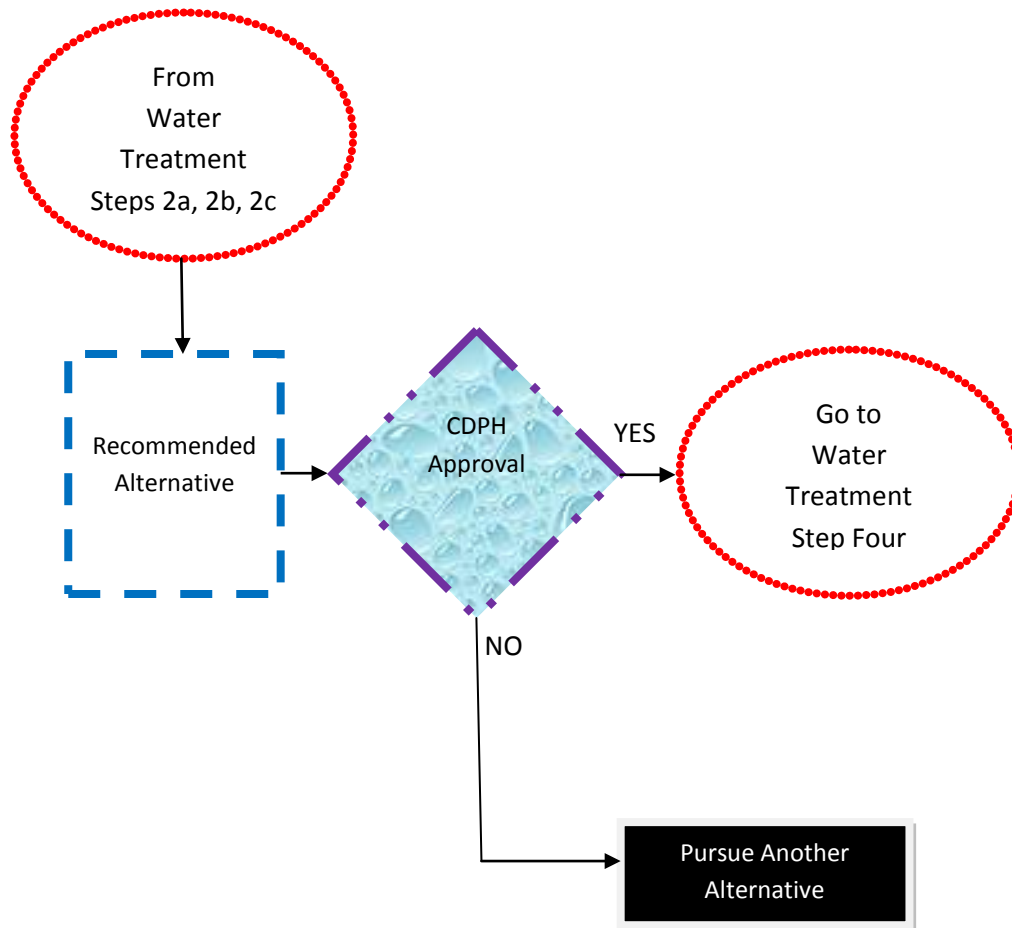 From
Water
Treatment
Steps 2a, 2b, 2c
Recommended
Alternative
CDPH
Approval
YES
Go to
Water
Treatment
Step Four
NO
Pursue Another
Alternative